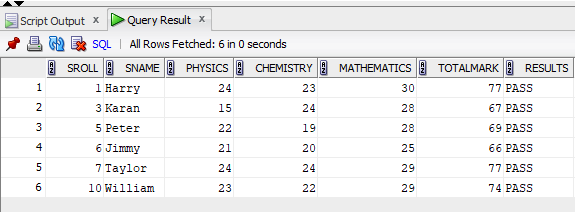 Script Output x Query Result x
SQL | All Rows Fetched: 6 in 0 seconds
SROLL SNAME PHYSICS CHEMISTRY MATHEMATICS TOTALMARK RESULTS
1 1 Harry 24 23 30 77 PASS
2 3 Karan 15 24 28 67 PASS
3 5 Peter 22 19 28 69 PASS
4 6 Jimmy 21 20 25 66 PASS
5 7 Taylor 24 24 29 77 PASS
6 10 William 23 22 29 74 PASS